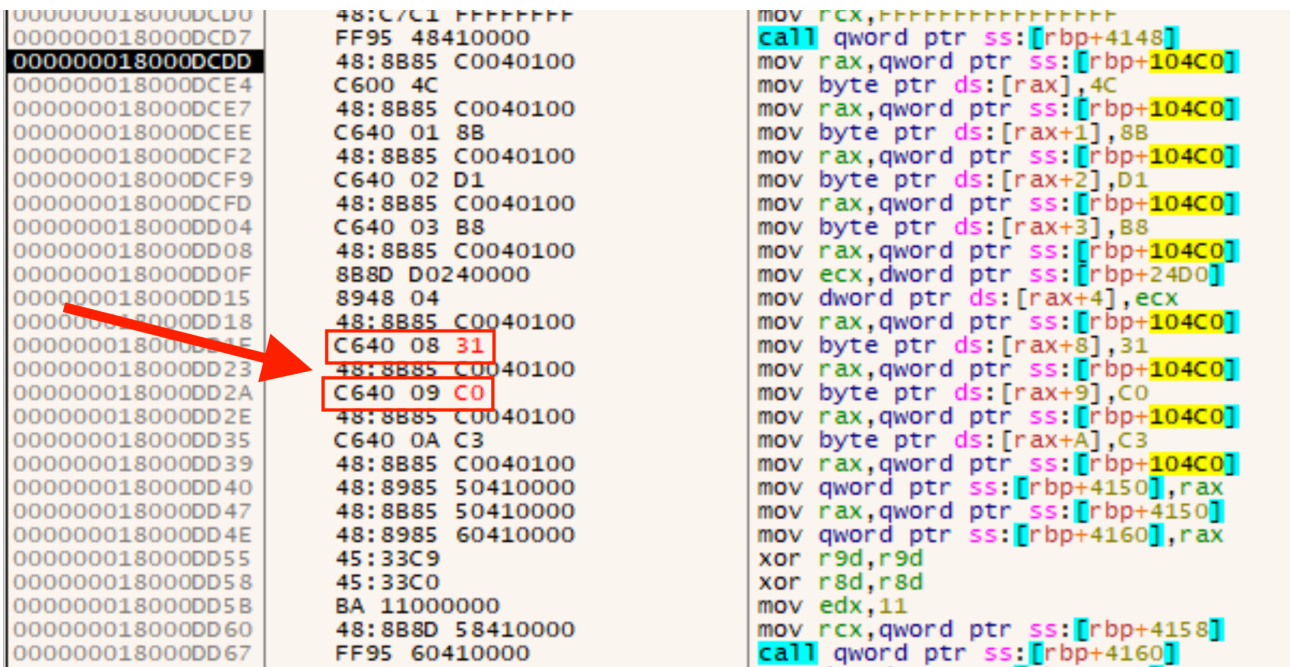 000000018000DCD0 48:C7C1 FFFFFFFF mov rcx,FFFFFFFFFFFFFFFF
000000018000DCD7 FF95 48410000 call qword ptr ss:[rbp+4148]
000000018000DCDD 48:8B85 C0040100 mov rax,qword ptr ss:[rbp+104C0]
000000018000DCE4 C600 4C mov byte ptr ds:[rax],4C
000000018000DCE7 48:8B85 C0040100 mov rax,qword ptr ss:[rbp+104C0]
000000018000DCEE C640 01 8B mov byte ptr ds:[rax+1],8B
000000018000DCF2 48:8B85 C0040100 mov rax,qword ptr ss:[rbp+104C0]
000000018000DCF9 C640 02 D1 mov byte ptr ds:[rax+2],D1
000000018000DCFD 48:8B85 C0040100 mov rax,qword ptr ss:[rbp+104C0]
000000018000DD04 C640 03 B8 mov byte ptr ds:[rax+3],B8
000000018000DD08 48:8B85 C0040100 mov rax,qword ptr ss:[rbp+104C0]
000000018000DD0F 8B8D D0240000 mov ecx,dword ptr ss:[rbp+24D0]
000000018000DD15 8948 04 mov dword ptr ds:[rax+4],ecx
000000018000DD18 48:8B85 C0040100 mov rax,qword ptr ss:[rbp+104C0]
000000018000DD1F C640 08 31 mov byte ptr ds:[rax+8],31
000000018000DD23 48:8B85 C0040100 mov rax,qword ptr ss:[rbp+104C0]
000000018000DD2A C640 09 C0 mov byte ptr ds:[rax+9],C0
000000018000DD2E 48:8B85 C0040100 mov rax,qword ptr ss:[rbp+104C0]
000000018000DD35 C640 0A C3 mov byte ptr ds:[rax+A],C3
000000018000DD39 48:8B85 C0040100 mov rax,qword ptr ss:[rbp+104C0]
000000018000DD40 48:8985 50410000 mov qword ptr ss:[rbp+4150],rax
000000018000DD47 48:8B85 50410000 mov rax,qword ptr ss:[rbp+4150]
000000018000DD4E 48:8985 60410000 mov qword ptr ss:[rbp+4160],rax
000000018000DD55 45:33C9 xor r9d,r9d
000000018000DD58 45:33C0 xor r8d,r8d
000000018000DD5B BA 11000000 mov edx,11
000000018000DD60 48:8B8D 58410000 mov rcx,qword ptr ss:[rbp+4158]
000000018000DD67 FF95 60410000 call qword ptr ss:[rbp+4160]